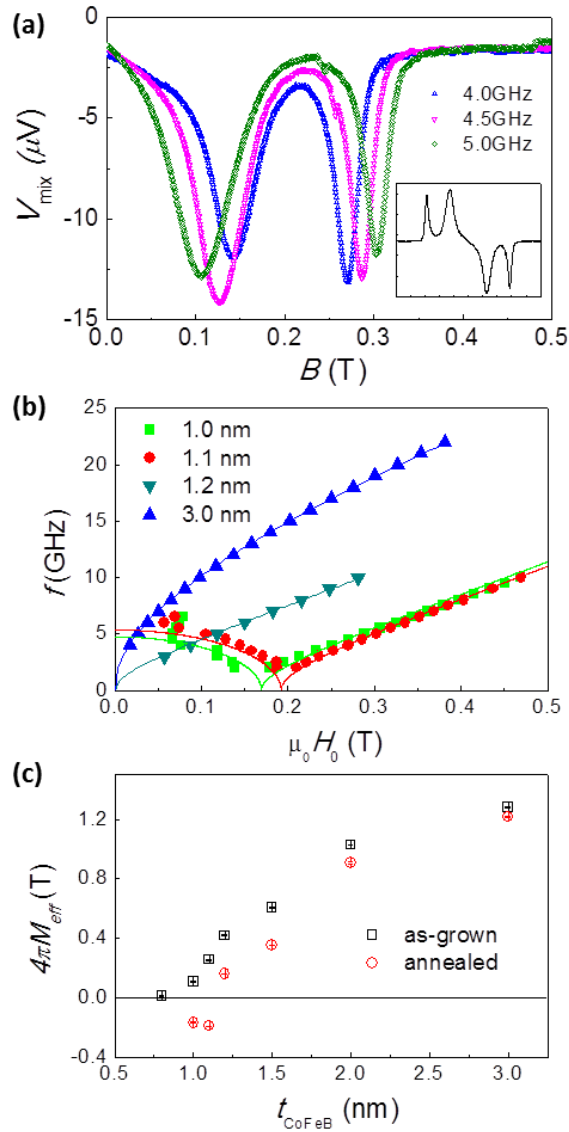 (a)
0
-5
-10
-15
V_mix (μV)
4.0GHz
4.5GHz
5.0GHz
0.0 0.1 0.2 0.3 0.4 0.5
B (T)
(b)
25
20
15
10
5
0
f (GHz)
1.0 nm
1.1 nm
1.2 nm
3.0 nm
0.0 0.1 0.2 0.3 0.4 0.5
μ₀H₀ (T)
(c)
1.2
0.8
0.4
0.0
-0.4
4πM_eff (T)
as-grown
annealed
0.5 1.0 1.5 2.0 2.5 3.0
t_CoFeB (nm)